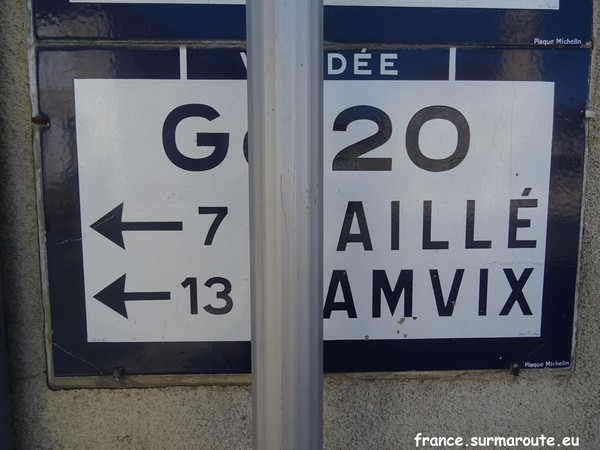 Plaque Michelin
V DÉE
G 20
7 AILLÉ
13 AMVIX
Plaque Michelin
france.surmaroute.eu